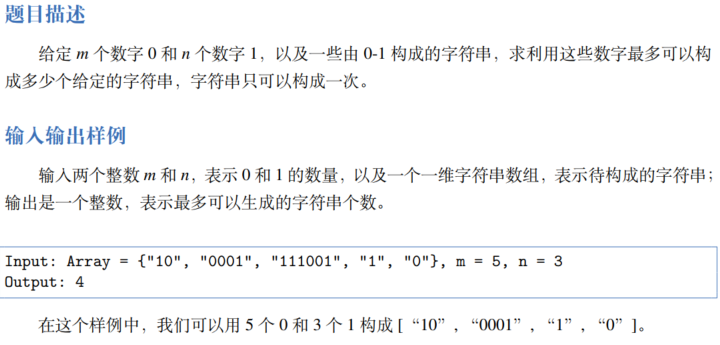 题目描述
给定 m 个数字 0 和 n 个数字 1，以及一些由 0-1 构成的字符串，求利用这些数字最多可以构
成多少个给定的字符串，字符串只可以构成一次。
输入输出样例
输入两个整数 m 和 n，表示 0 和 1 的数量，以及一个一维字符串数组，表示待构成的字符串；
输出是一个整数，表示最多可以生成的字符串个数。
Input: Array = {"10", "0001", "111001", "1", "0"}, m = 5, n = 3
Output: 4
在这个样例中，我们可以用 5 个 0 和 3 个 1 构成 [“10”，“0001”，“1”，“0”]。